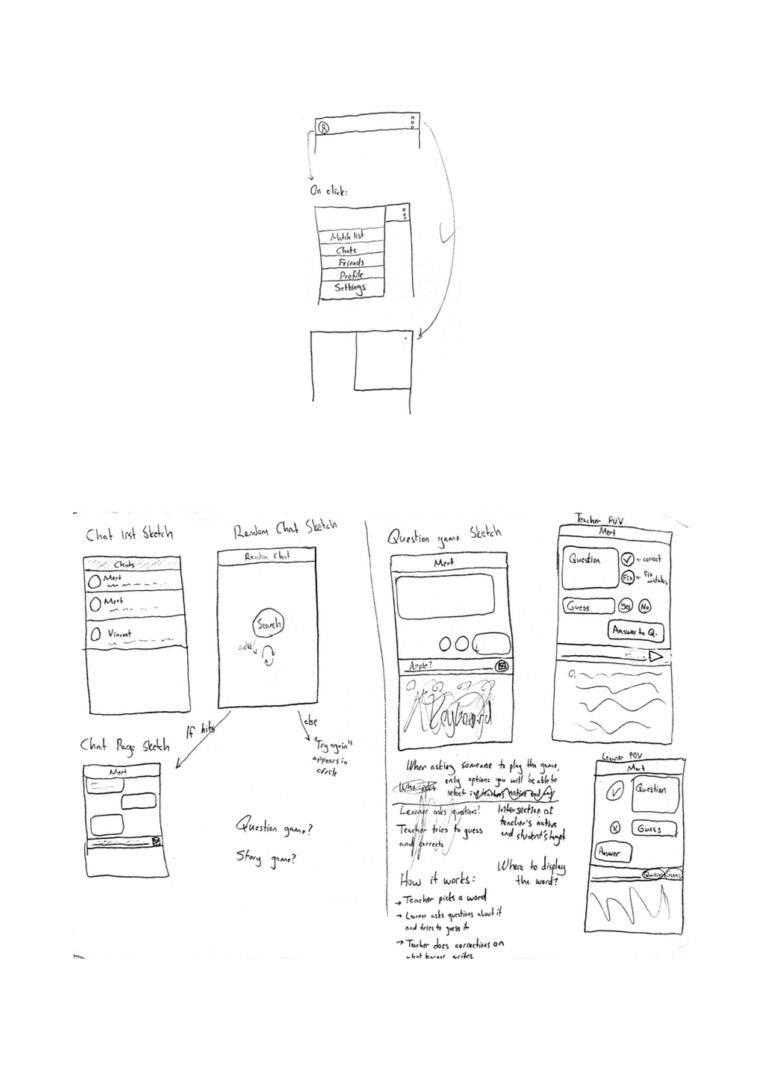 R
On click:
Match list
Chats
Friends
Profile
Settings
Chat list Sketch
Chats
Mert
Mert
Vincent
Random Chat Sketch
Random Chat
Search
If hits
else
"Try again"
appears in
circle
Chat Page Sketch
Mert
Question game?
Story game?
Question game Sketch
Mert
Apple?
Keyboard
When asking someone to play the game,
only options you will be able to
select
Intersection of
teacher's native
and student's target
Learner asks questions!
Teacher tries to guess
and corrects
Where to display
the word?
How it works:
→ Teacher picks a word
→ Learner asks questions about it
and tries to guess it
→ Teacher does corrections on
what learner writes.
Teacher POV
Mert
Question
← correct
Fix ← fix mistakes
Guess
Yes No
Answer to Q.
Learner POV
Mert
Question
Guess
Answer
Question Guess